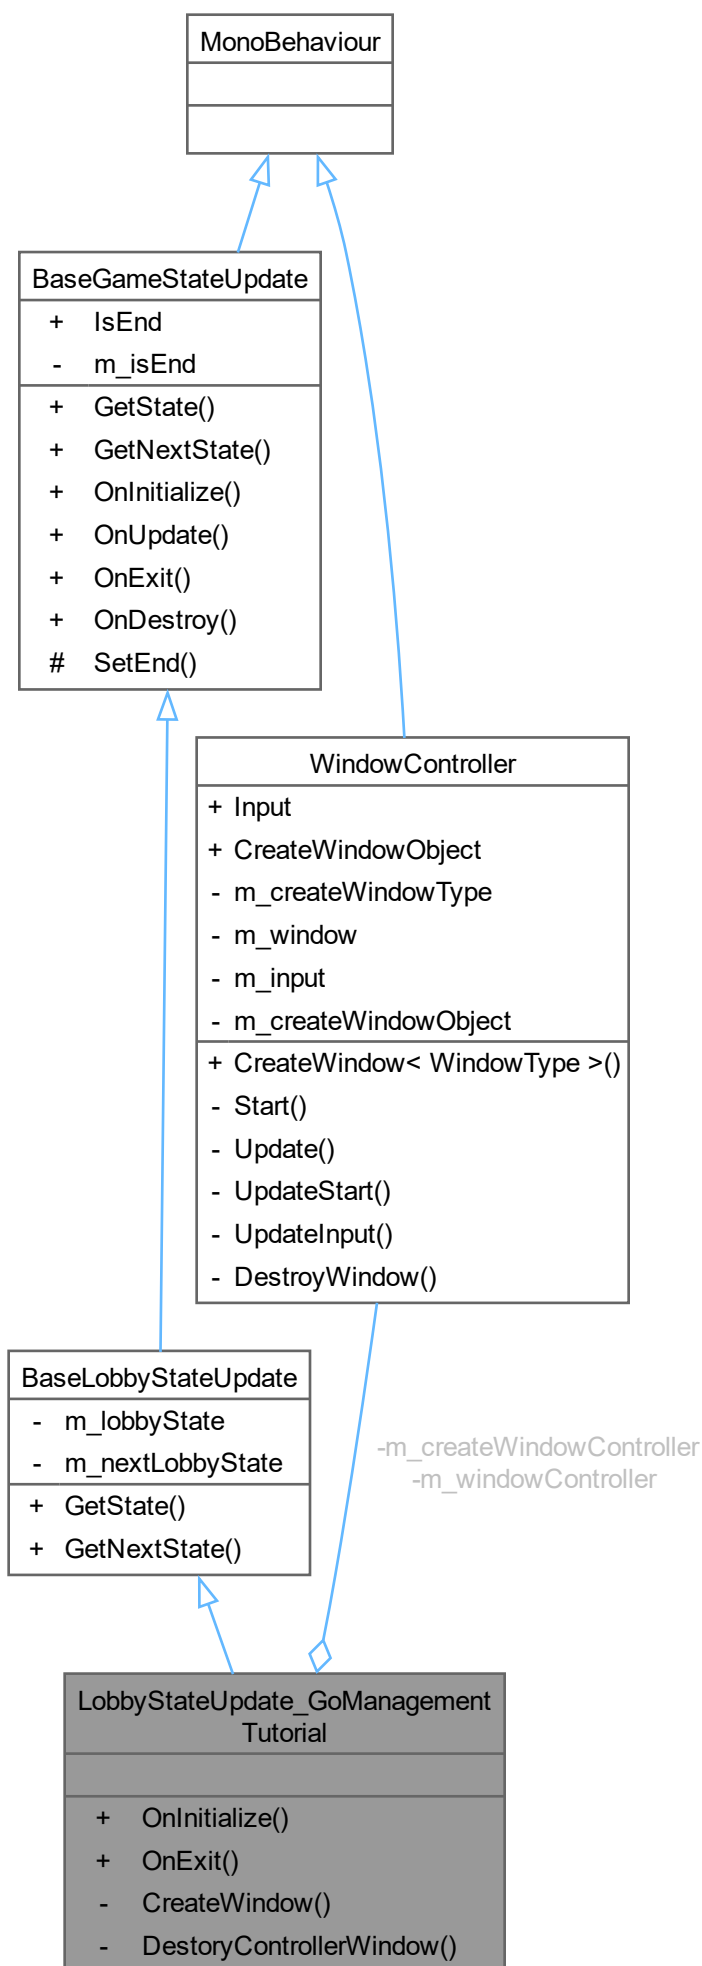 MonoBehaviour
BaseGameStateUpdate
+ IsEnd
- m_isEnd
+ GetState()
+ GetNextState()
+ OnInitialize()
+ OnUpdate()
+ OnExit()
+ OnDestroy()
# SetEnd()
WindowController
+ Input
+ CreateWindowObject
- m_createWindowType
- m_window
- m_input
- m_createWindowObject
+ CreateWindow< WindowType >()
- Start()
- Update()
- UpdateStart()
- UpdateInput()
- DestroyWindow()
BaseLobbyStateUpdate
- m_lobbyState
- m_nextLobbyState
+ GetState()
+ GetNextState()
-m_createWindowController
-m_windowController
LobbyStateUpdate_GoManagement
Tutorial
+ OnInitialize()
+ OnExit()
- CreateWindow()
- DestoryControllerWindow()